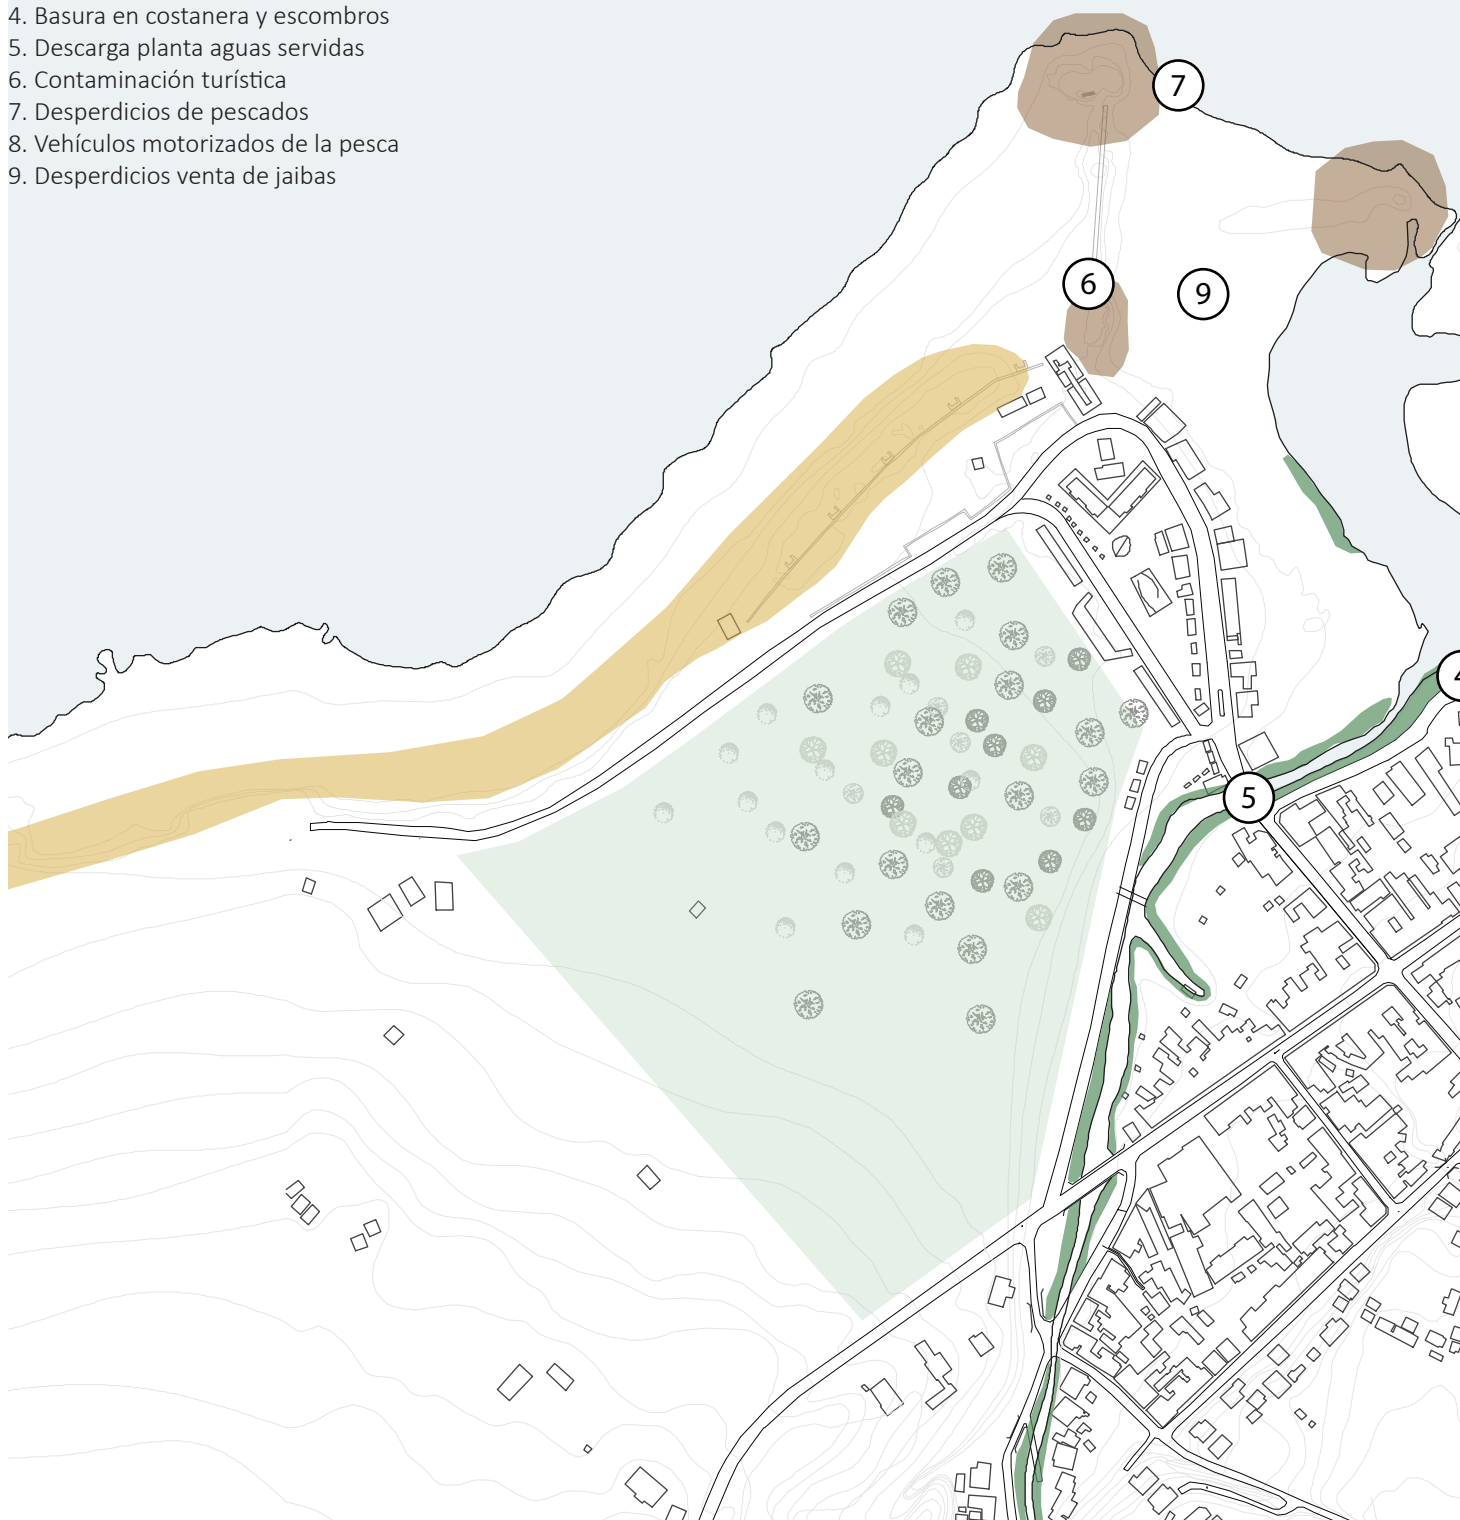 4. Basura en costanera y escombros
5. Descarga planta aguas servidas
6. Contaminación turística
7. Desperdicios de pescados
8. Vehículos motorizados de la pesca
9. Desperdicios venta de jaibas
7
6
9
4
5